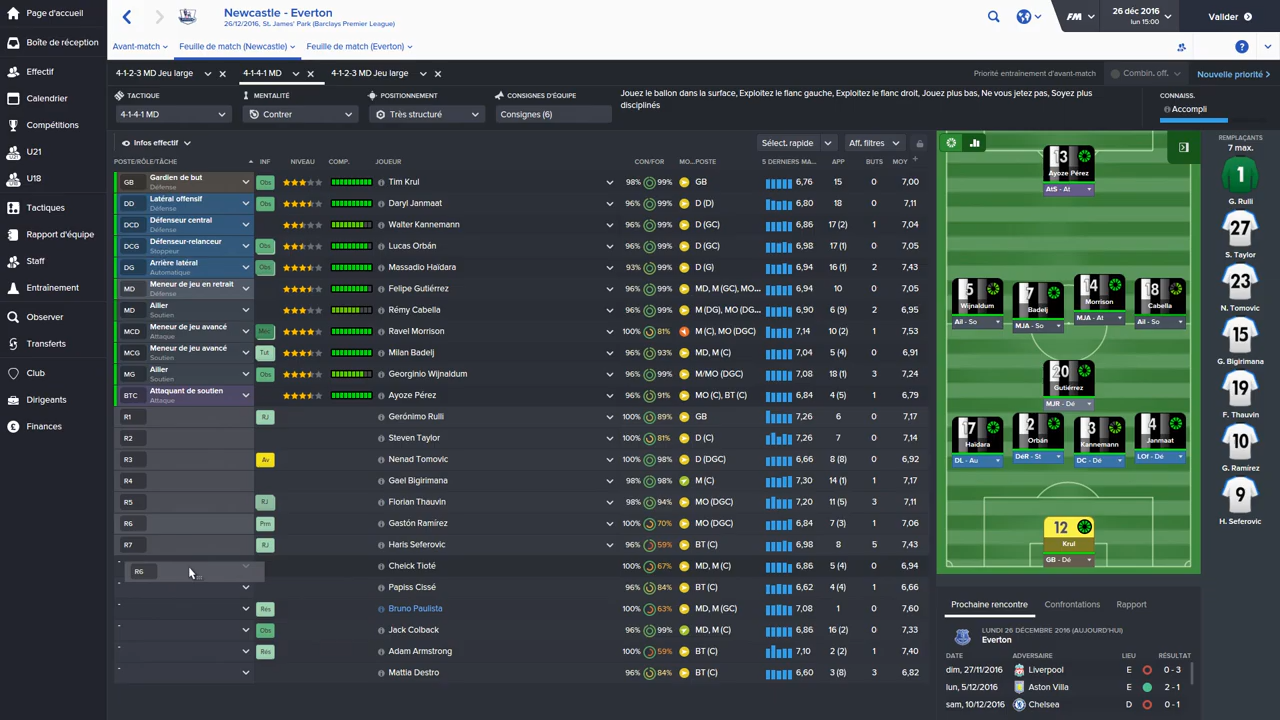 Page d'accueil
Boîte de réception
Effectif
Calendrier
Compétitions
U21
U18
Tactiques
Rapport d'équipe
Staff
Entraînement
Observer
Transferts
Club
Dirigeants
Finances
Newcastle - Everton
26/12/2016, St. James' Park (Barclays Premier League)
FM
26 déc 2016
lun 15:00
Valider
Avant-match
Feuille de match (Newcastle)
Feuille de match (Everton)
?
4-1-2-3 MD Jeu large
4-1-4-1 MD
4-1-2-3 MD Jeu large
Priorité entraînement d'avant-match
Combin. off.
Nouvelle priorité
TACTIQUE
4-1-4-1 MD
MENTALITÉ
Contrer
POSITIONNEMENT
Très structuré
CONSIGNES D'ÉQUIPE
Consignes (6)
Jouez le ballon dans la surface, Exploitez le flanc gauche, Exploitez le flanc droit, Jouez plus bas, Ne vous jetez pas, Soyez plus
disciplinés
CONNAISS.
Accompli
Infos effectif
Sélect. rapide
Aff. filtres
POSTE/RÔLE/TÂCHE INF NIVEAU COMP. JOUEUR CON/FOR MO... POSTE 5 DERNIERS MA... APP BUTS MOY
GB Gardien de but Défense Obs Tim Krul 98% 99% GB 6,76 15 0 7,00
DD Latéral offensif Défense Obs Daryl Janmaat 96% 99% D (D) 6,80 18 0 7,11
DCD Défenseur central Défense Walter Kannemann 96% 99% D (GC) 6,86 17 (2) 1 7,04
DCG Défenseur-relanceur Stoppeur Obs Lucas Orbán 96% 99% D (GC) 6,98 17 (1) 0 7,09
DG Arrière latéral Automatique Obs Massadio Haïdara 93% 99% D (G) 6,94 16 (1) 2 7,43
MD Meneur de jeu en retrait Défense Felipe Gutiérrez 96% 99% MD, M (GC), MO... 6,94 10 0 7,05
MD Ailier Soutien Rémy Cabella 96% 99% M (DG), MO (DG... 6,96 6 (9) 2 6,95
MCD Meneur de jeu avancé Attaque Ravel Morrison 100% 81% M (C), MO (DGC) 7,14 10 (2) 1 7,53
MCG Meneur de jeu avancé Soutien Tut Milan Badelj 96% 93% MD, M (C) 7,04 5 (4) 0 6,91
MG Ailier Soutien Obs Georginio Wijnaldum 96% 99% M/MO (DGC) 7,08 18 (1) 3 7,24
BTC Attaquant de soutien Attaque Ayoze Pérez 96% 91% MO (C), BT (C) 6,84 4 (5) 1 6,79
R1 RJ Gerónimo Rulli 100% 89% GB 7,26 6 0 7,17
R2 Steven Taylor 100% 81% D (C) 7,26 7 0 7,14
R3 Av Nenad Tomovic 100% 98% D (DGC) 6,66 8 (8) 0 6,92
R4 Gael Bigirimana 100% 98% M (C) 7,30 14 (1) 1 7,17
R5 RJ Florian Thauvin 98% 94% MO (DGC) 7,20 11 (5) 3 7,11
R6 Prm Gastón Ramírez 100% 70% MO (DGC) 7,16 7 (3) 1 7,06
R7 RJ Haris Seferovic 96% 59% BT (C) 6,98 8 5 7,43
- Cheick Tioté 100% 67% MD, M (C) 6,86 5 (4) 0 6,94
R6
- Papiss Cissé 96% 84% BT (C) 6,62 4 (4) 1 6,66
- Rés Bruno Paulista 100% 63% MD, M (GC) 7,08 1 0 7,60
- Obs Jack Colback 96% 99% MD, M (C) 6,86 16 (2) 0 7,33
- Rés Adam Armstrong 100% 59% BT (C) 7,10 2 (2) 1 7,40
- Mattia Destro 96% 84% BT (C) 6,60 3 (8) 3 6,82
13
Ayoze Pérez
AtS - At
5 7 14 18
Wijnaldum Badelj Morrison Cabella
Ail - So MJA - So MJA - At Ail - So
20
Gutiérrez
MJR - Dé
17 2 3 4
Haïdara Orbán Kannemann Janmaat
DL - Au DéR - St DC - Dé LOf - Dé
12
Krul
GB - Dé
REMPLAÇANTS
7 max.
1
G. Rulli
27
S. Taylor
23
N. Tomovic
15
G. Bigirimana
19
F. Thauvin
10
G. Ramírez
9
H. Seferovic
Prochaine rencontre
Confrontations
Rapport
LUNDI 26 DÉCEMBRE 2016 (AUJOURD'HUI)
Everton
DATE ADVERSAIRE LIEU RÉSULTAT
dim, 27/11/2016 Liverpool E 0 - 3
lun, 5/12/2016 Aston Villa E 2 - 1
sam, 10/12/2016 Chelsea D 0 - 1